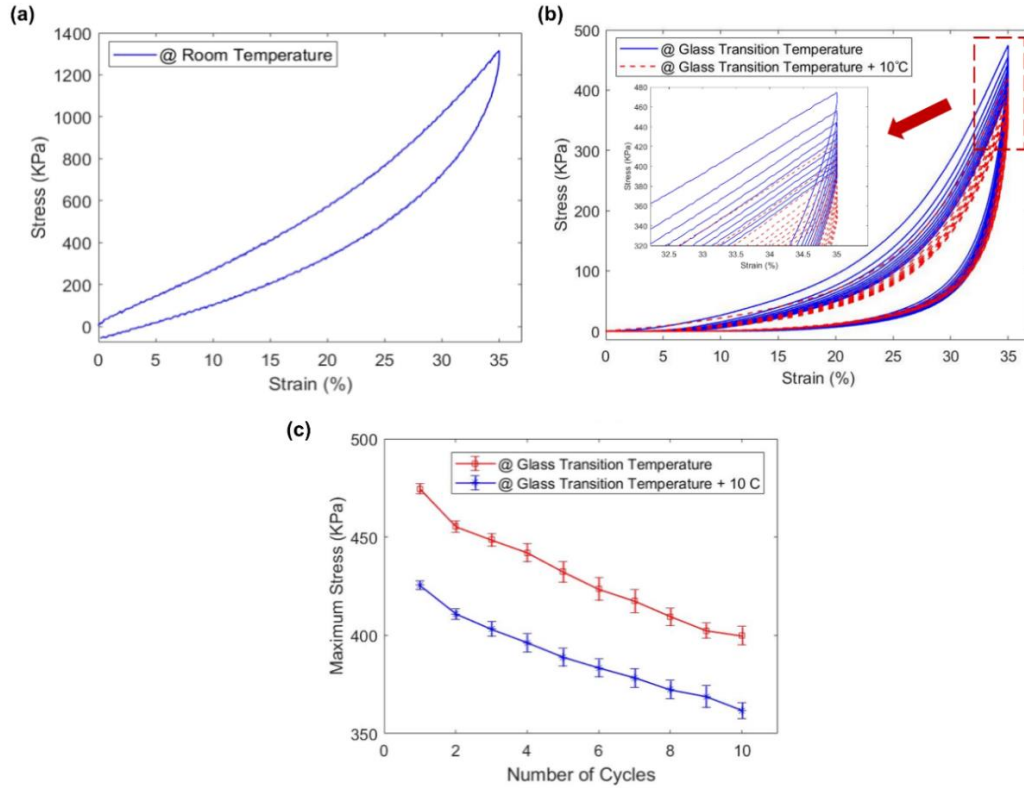 (a)
1400
1200
1000
800
600
400
200
0
Stress (KPa)
@ Room Temperature
0 5 10 15 20 25 30 35
Strain (%)
(b)
500
400
300
200
100
0
Stress (KPa)
@ Glass Transition Temperature
@ Glass Transition Temperature + 10℃
480
460
440
420
400
380
360
340
320
Stress (KPa)
32.5 33 33.5 34 34.5 35
Strain (%)
0 5 10 15 20 25 30 35
Strain (%)
(c)
500
450
400
350
Maximum Stress (KPa)
@ Glass Transition Temperature
@ Glass Transition Temperature + 10 C
0 2 4 6 8 10
Number of Cycles